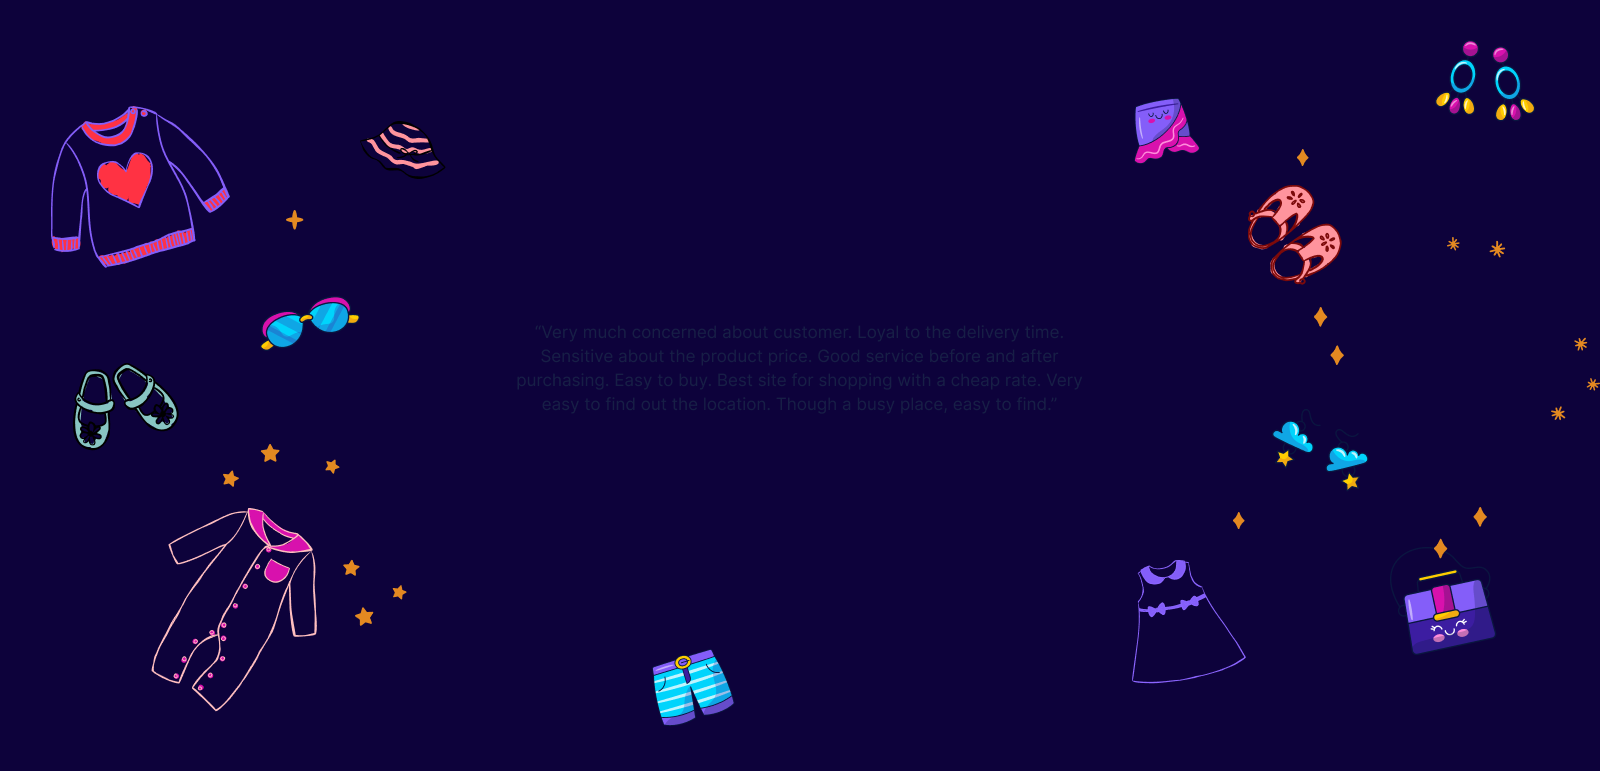 "Very much concerned about customer. Loyal to the delivery time.
Sensitive about the product price. Good service before and after
purchasing. Easy to buy. Best site for shopping with a cheap rate. Very
easy to find out the location. Though a busy place, easy to find."